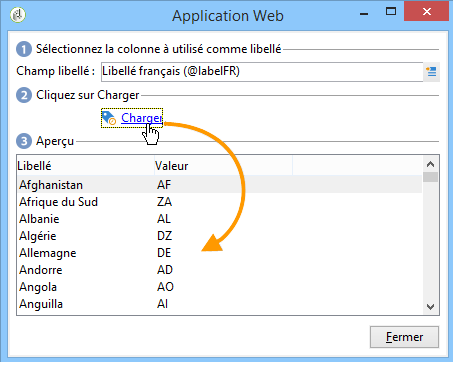 Application Web
1 Sélectionnez la colonne à utilisé comme libellé
Champ libellé : Libellé français (@labelFR)
2 Cliquez sur Charger
Charger
3 Aperçu
Libellé Valeur
Afghanistan AF
Afrique du Sud ZA
Albanie AL
Algérie DZ
Allemagne DE
Andorre AD
Angola AO
Anguilla AI
Fermer